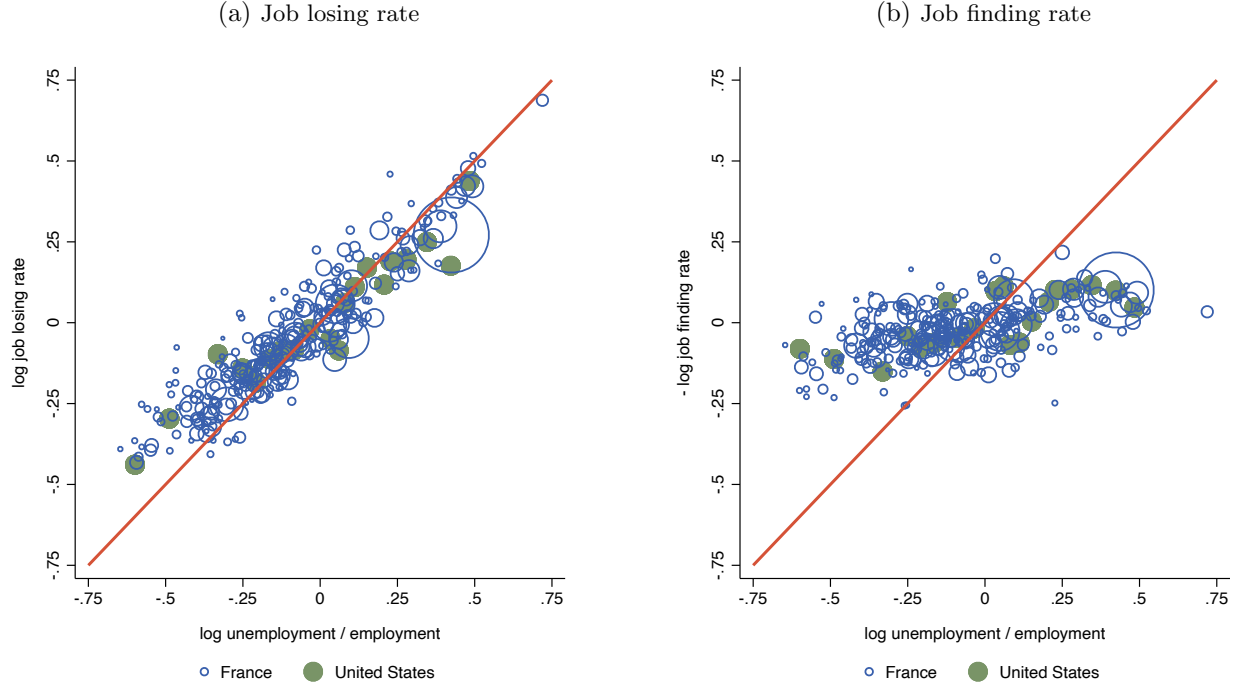 (a) Job losing rate
log job losing rate
.75
.5
.25
0
-.25
-.5
-.75
-.75 -.5 -.25 0 .25 .5 .75
log unemployment / employment
France United States
(b) Job finding rate
- log job finding rate
.75
.5
.25
0
-.25
-.5
-.75
-.75 -.5 -.25 0 .25 .5 .75
log unemployment / employment
France United States